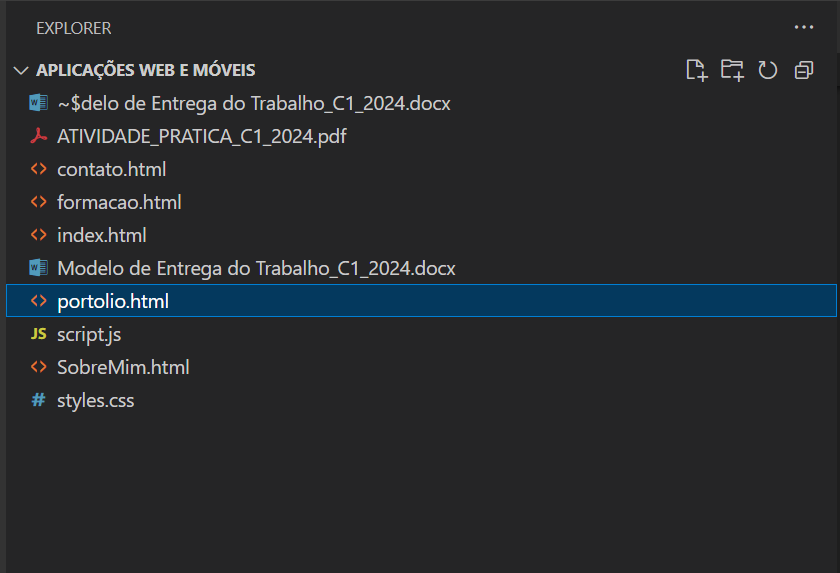 EXPLORER
APLICAÇÕES WEB E MÓVEIS
~$delo de Entrega do Trabalho_C1_2024.docx
ATIVIDADE_PRATICA_C1_2024.pdf
contato.html
formacao.html
index.html
Modelo de Entrega do Trabalho_C1_2024.docx
portolio.html
JS script.js
SobreMim.html
# styles.css